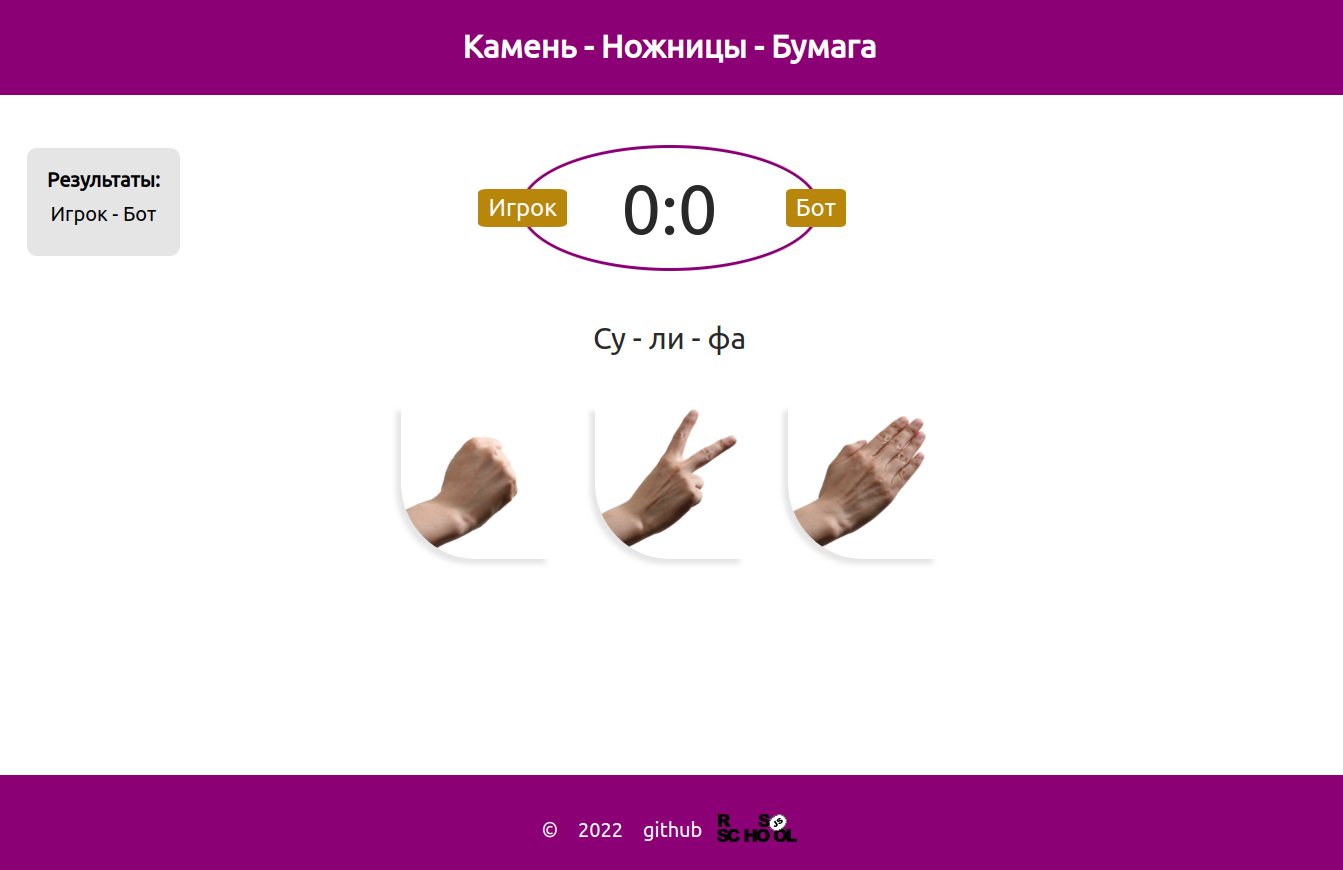 Камень - Ножницы - Бумага
Результаты:
Игрок - Бот
Игрок 0:0 Бот
Су - ли - фа
© 2022 github RS SCHOOL JS